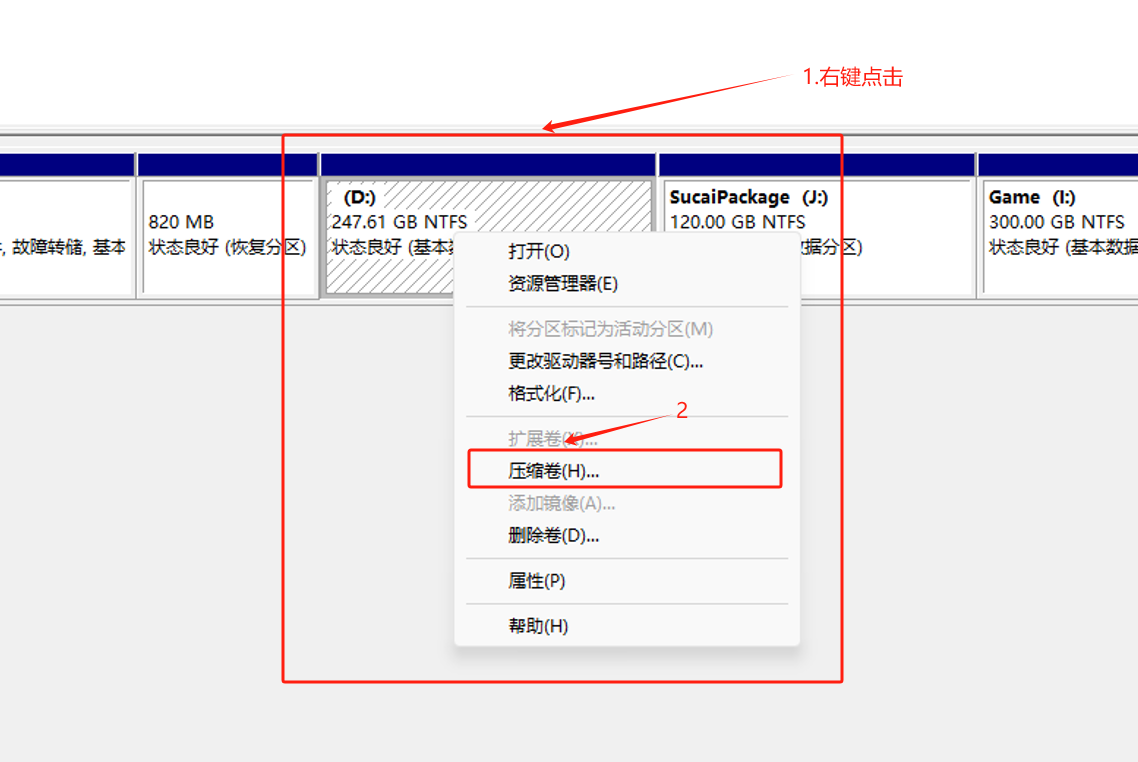 1.右键点击
, 故障转储, 基本
820 MB
状态良好 (恢复分区)
(D:)
247.61 GB NTFS
状态良好 (基本
SucaiPackage (J:)
120.00 GB NTFS
据分区)
Game (I:)
300.00 GB NTFS
状态良好 (基本数据
打开(O)
资源管理器(E)
将分区标记为活动分区(M)
更改驱动器号和路径(C)...
格式化(F)...
2
扩展卷(X)...
压缩卷(H)...
添加镜像(A)...
删除卷(D)...
属性(P)
帮助(H)